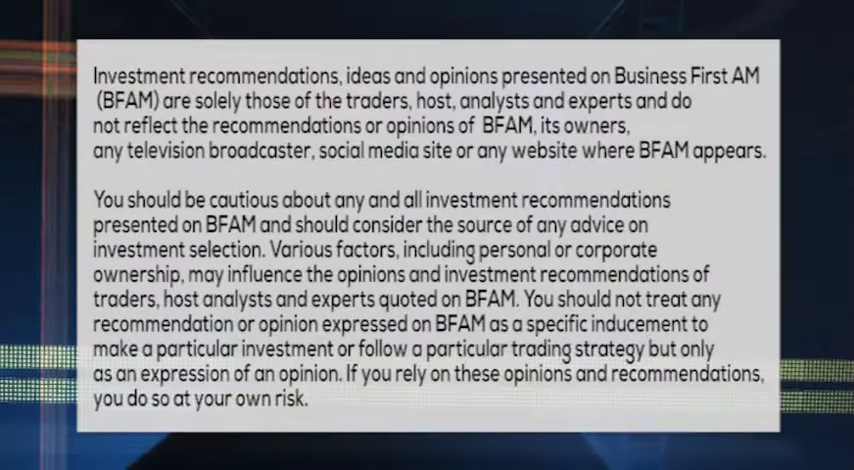 Investment recommendations, ideas and opinions presented on Business First AM
(BFAM) are solely those of the traders, host, analysts and experts and do
not reflect the recommendations or opinions of BFAM, its owners,
any television broadcaster, social media site or any website where BFAM appears.
You should be cautious about any and all investment recommendations
presented on BFAM and should consider the source of any advice on
investment selection. Various factors, including personal or corporate
ownership, may influence the opinions and investment recommendations of
traders, host analysts and experts quoted on BFAM. You should not treat any
recommendation or opinion expressed on BFAM as a specific inducement to
make a particular investment or follow a particular trading strategy but only
as an expression of an opinion. If you rely on these opinions and recommendations,
you do so at your own risk.